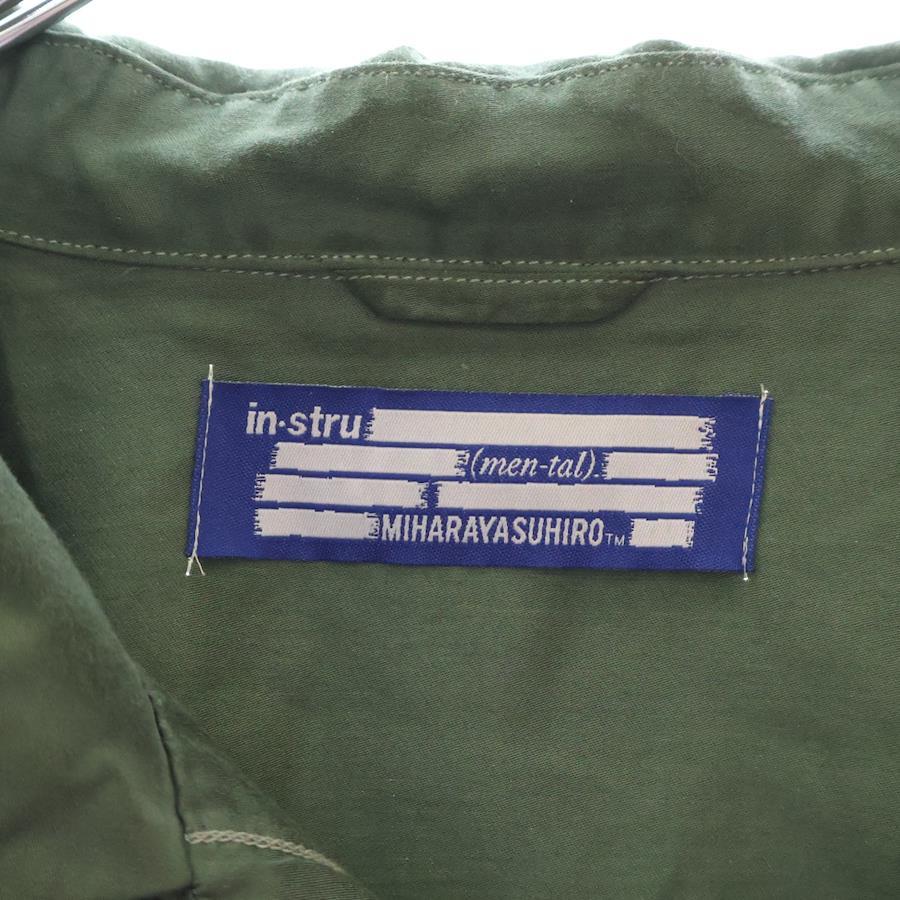 in·stru
(men-tal).
MIHARAYASUHIRO™